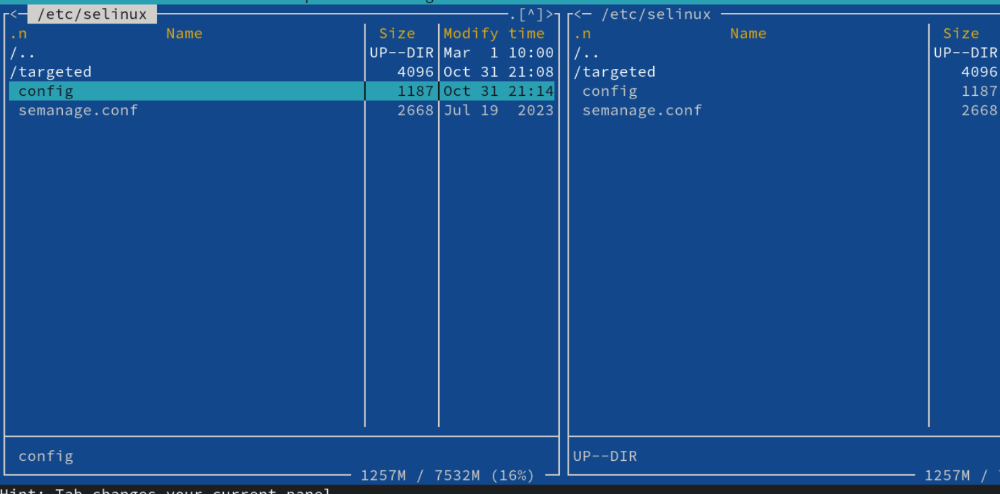 <─ /etc/selinux ─.[^]>
.n Name Size Modify time
/.. UP--DIR Mar 1 10:00
/targeted 4096 Oct 31 21:08
config 1187 Oct 31 21:14
semanage.conf 2668 Jul 19 2023
config
1257M / 7532M (16%)
<─ /etc/selinux
.n Name Size
/.. UP--DIR
/targeted 4096
config 1187
semanage.conf 2668
UP--DIR
1257M /
Hint: Tab changes your current panel